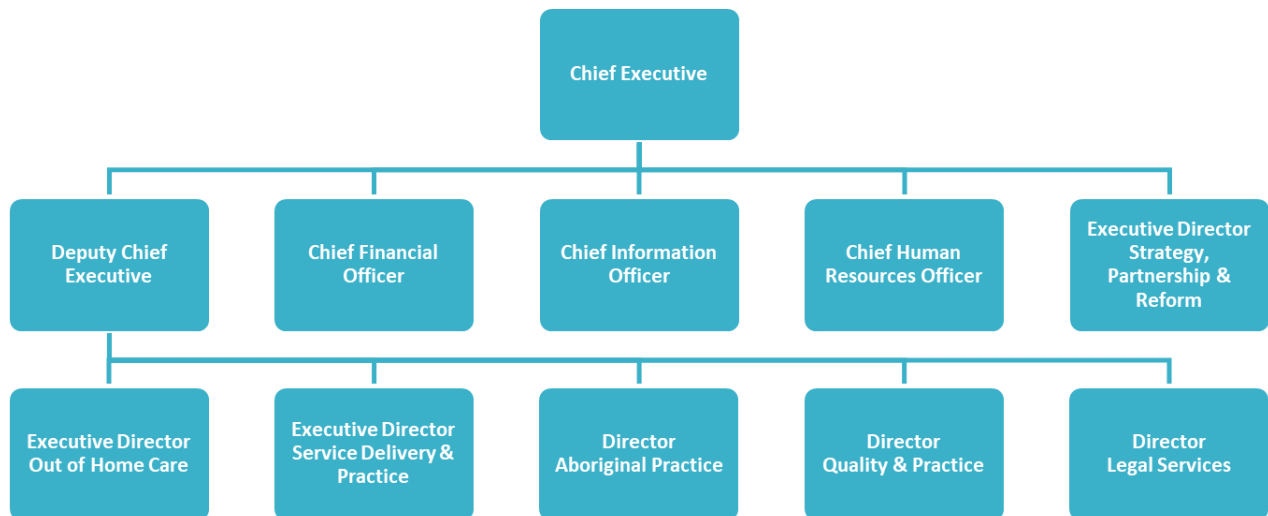 Chief Executive
Deputy Chief
Executive
Chief Financial
Officer
Chief Information
Officer
Chief Human
Resources Officer
Executive Director
Strategy,
Partnership &
Reform
Executive Director
Out of Home Care
Executive Director
Service Delivery &
Practice
Director
Aboriginal Practice
Director
Quality & Practice
Director
Legal Services